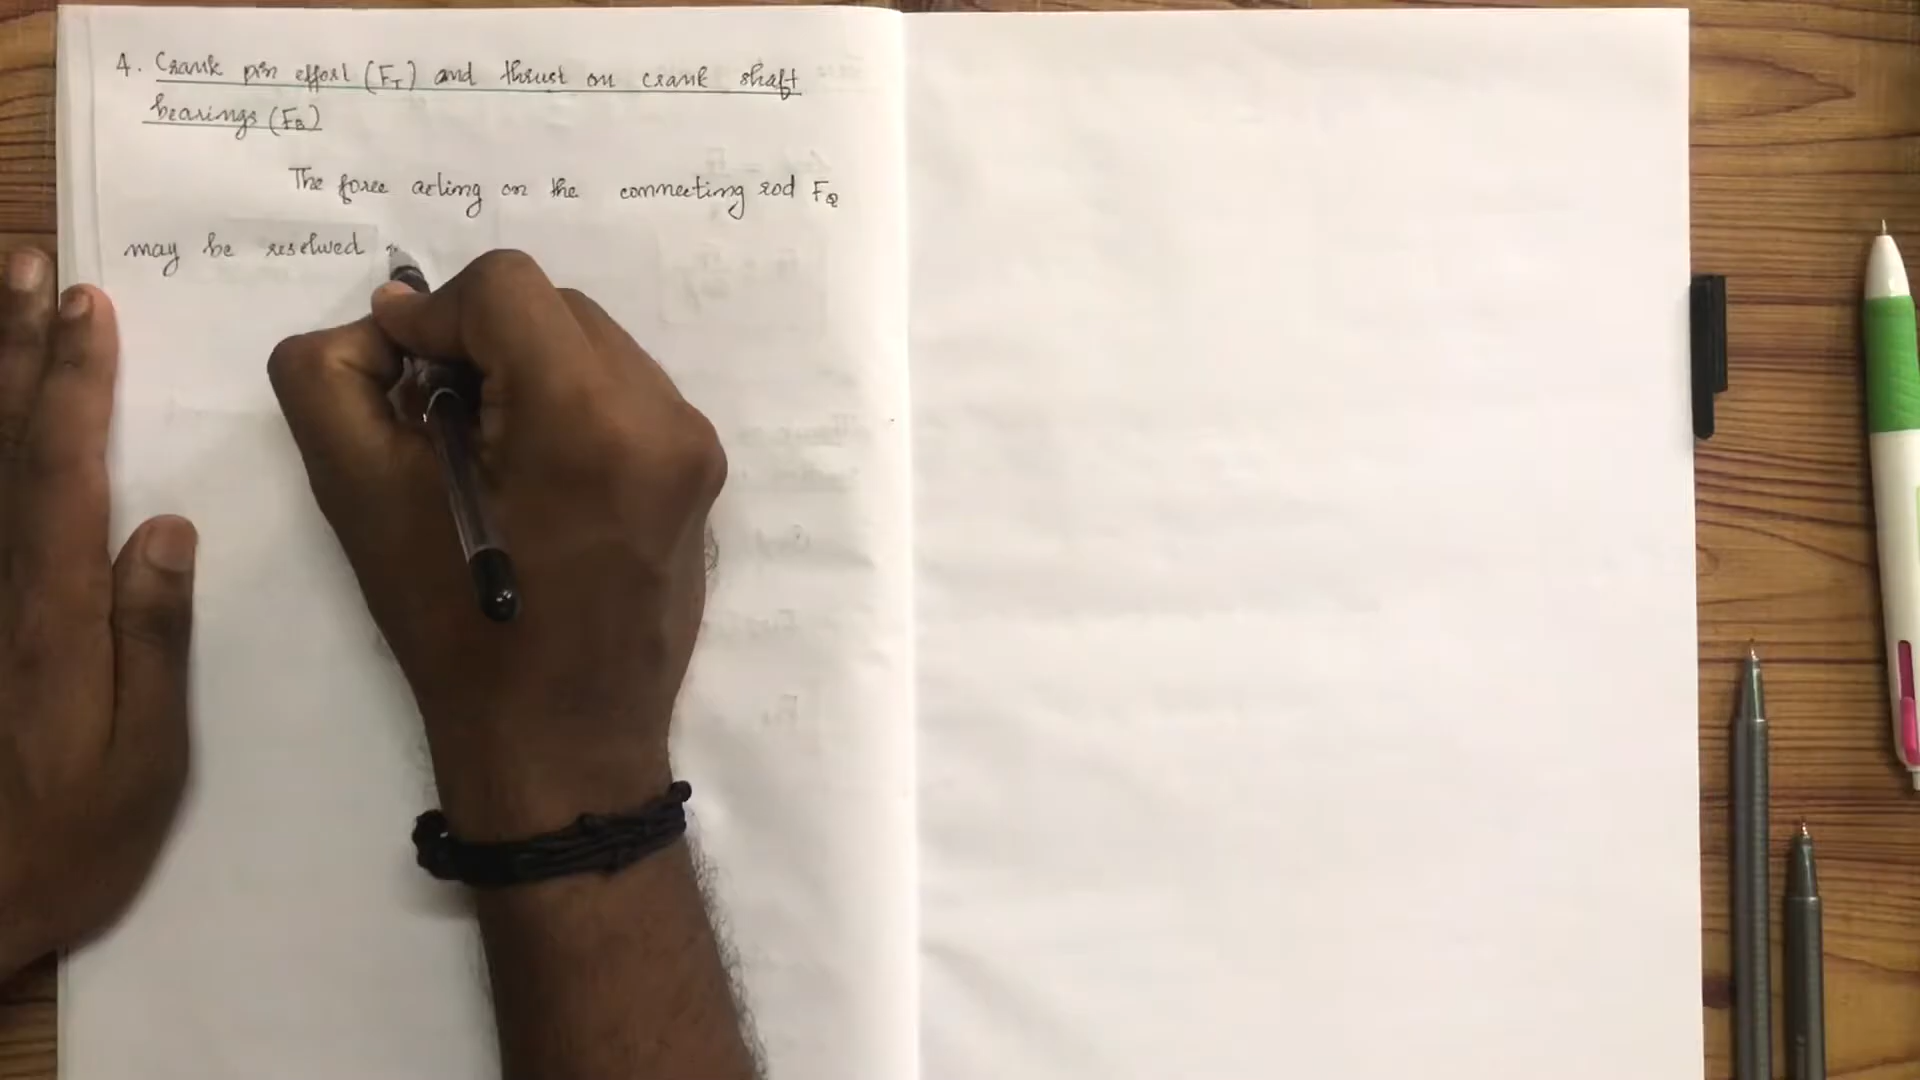 4. Crank pin effort (FT) and thrust on crank shaft
bearings (FB)
The force acting on the connecting rod FQ
may be resolved